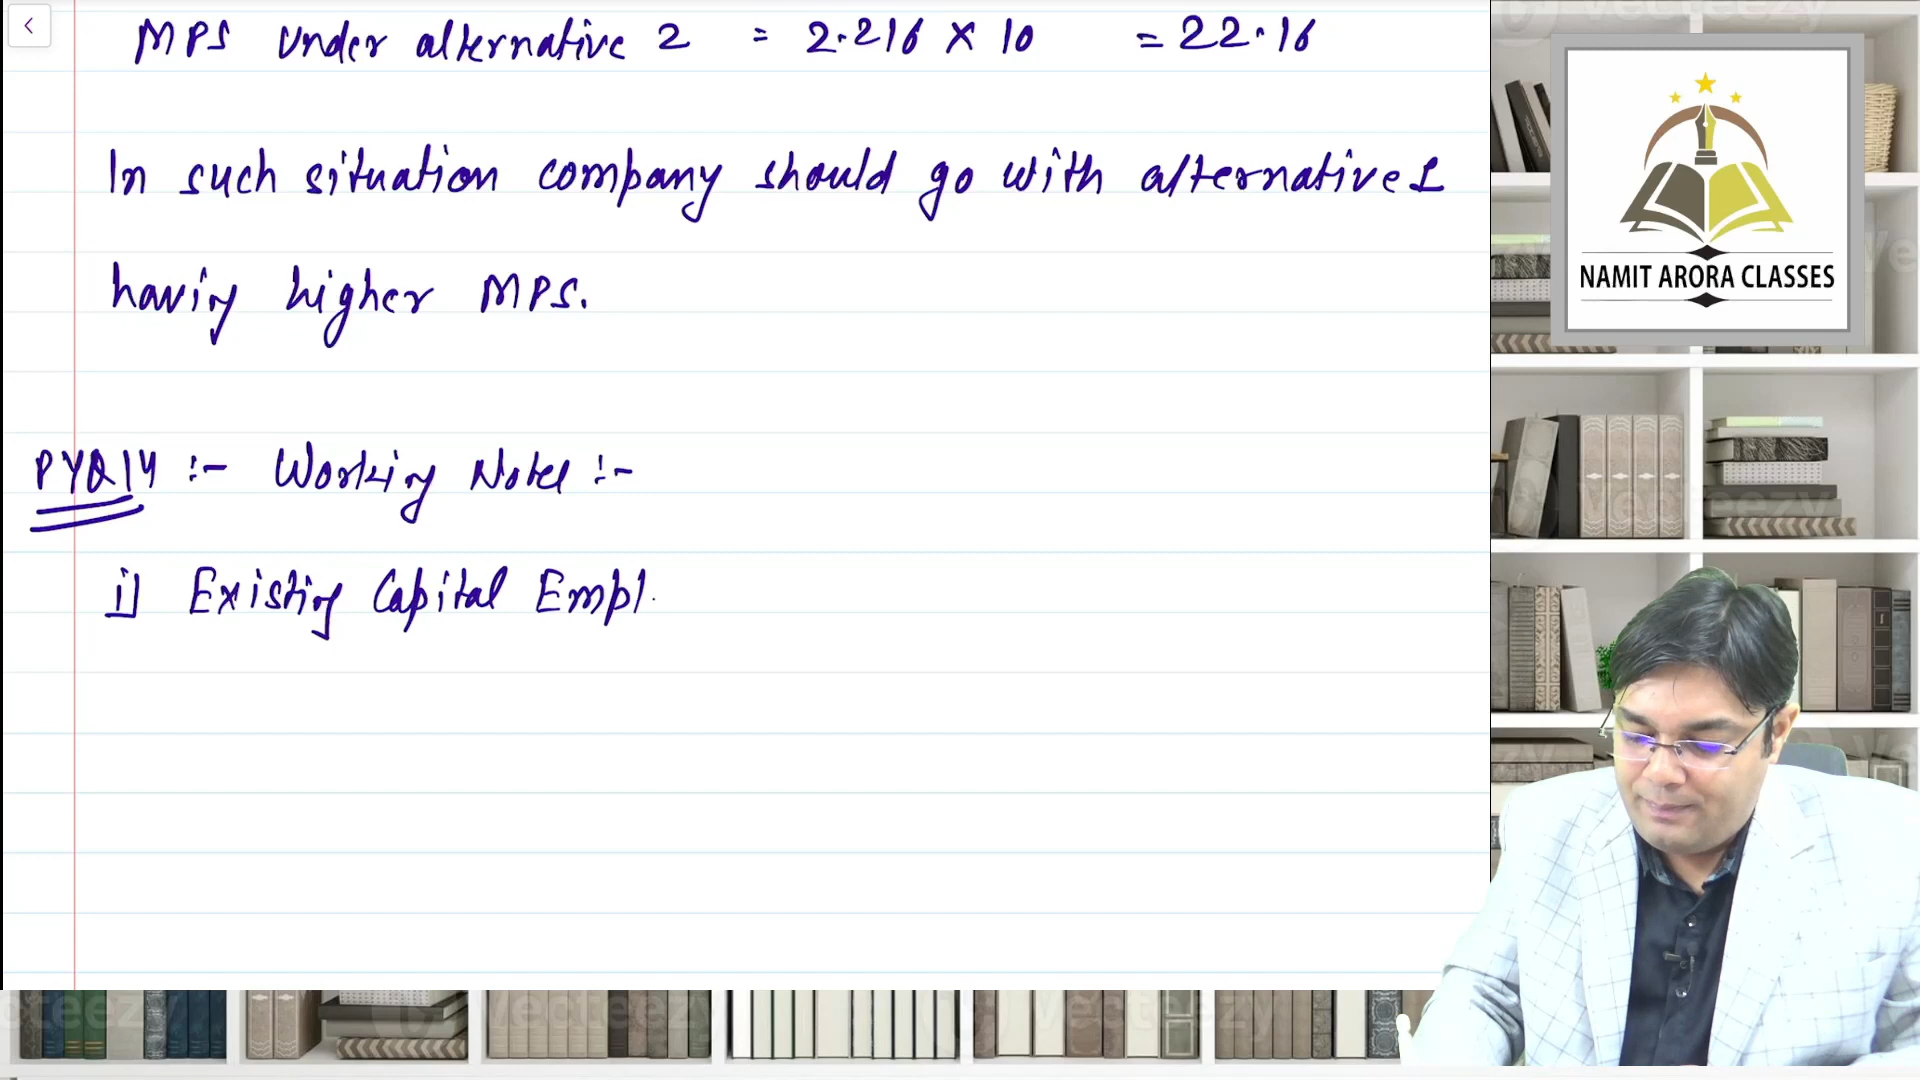 MPS under alternative 2 = 2.216 × 10 = 22.16
In such situation company should go with alternative 1
having higher MPS.
PYQ14 :- Working Notes :-
i] Existing Capital Empl
NAMIT ARORA CLASSES